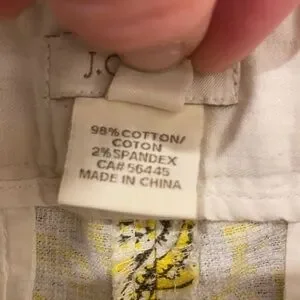 J.C
98% COTTON/
COTON
2% SPANDEX
CA# 56445
MADE IN CHINA